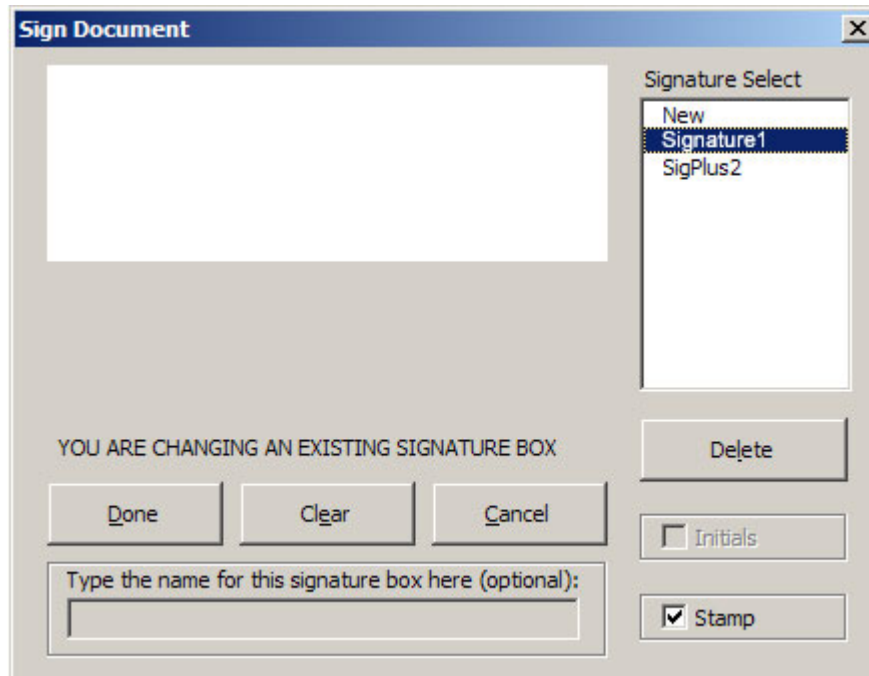 Sign Document
Signature Select
New
Signature1
SigPlus2
YOU ARE CHANGING AN EXISTING SIGNATURE BOX
Delete
Done
Clear
Cancel
Initials
Type the name for this signature box here (optional):
Stamp